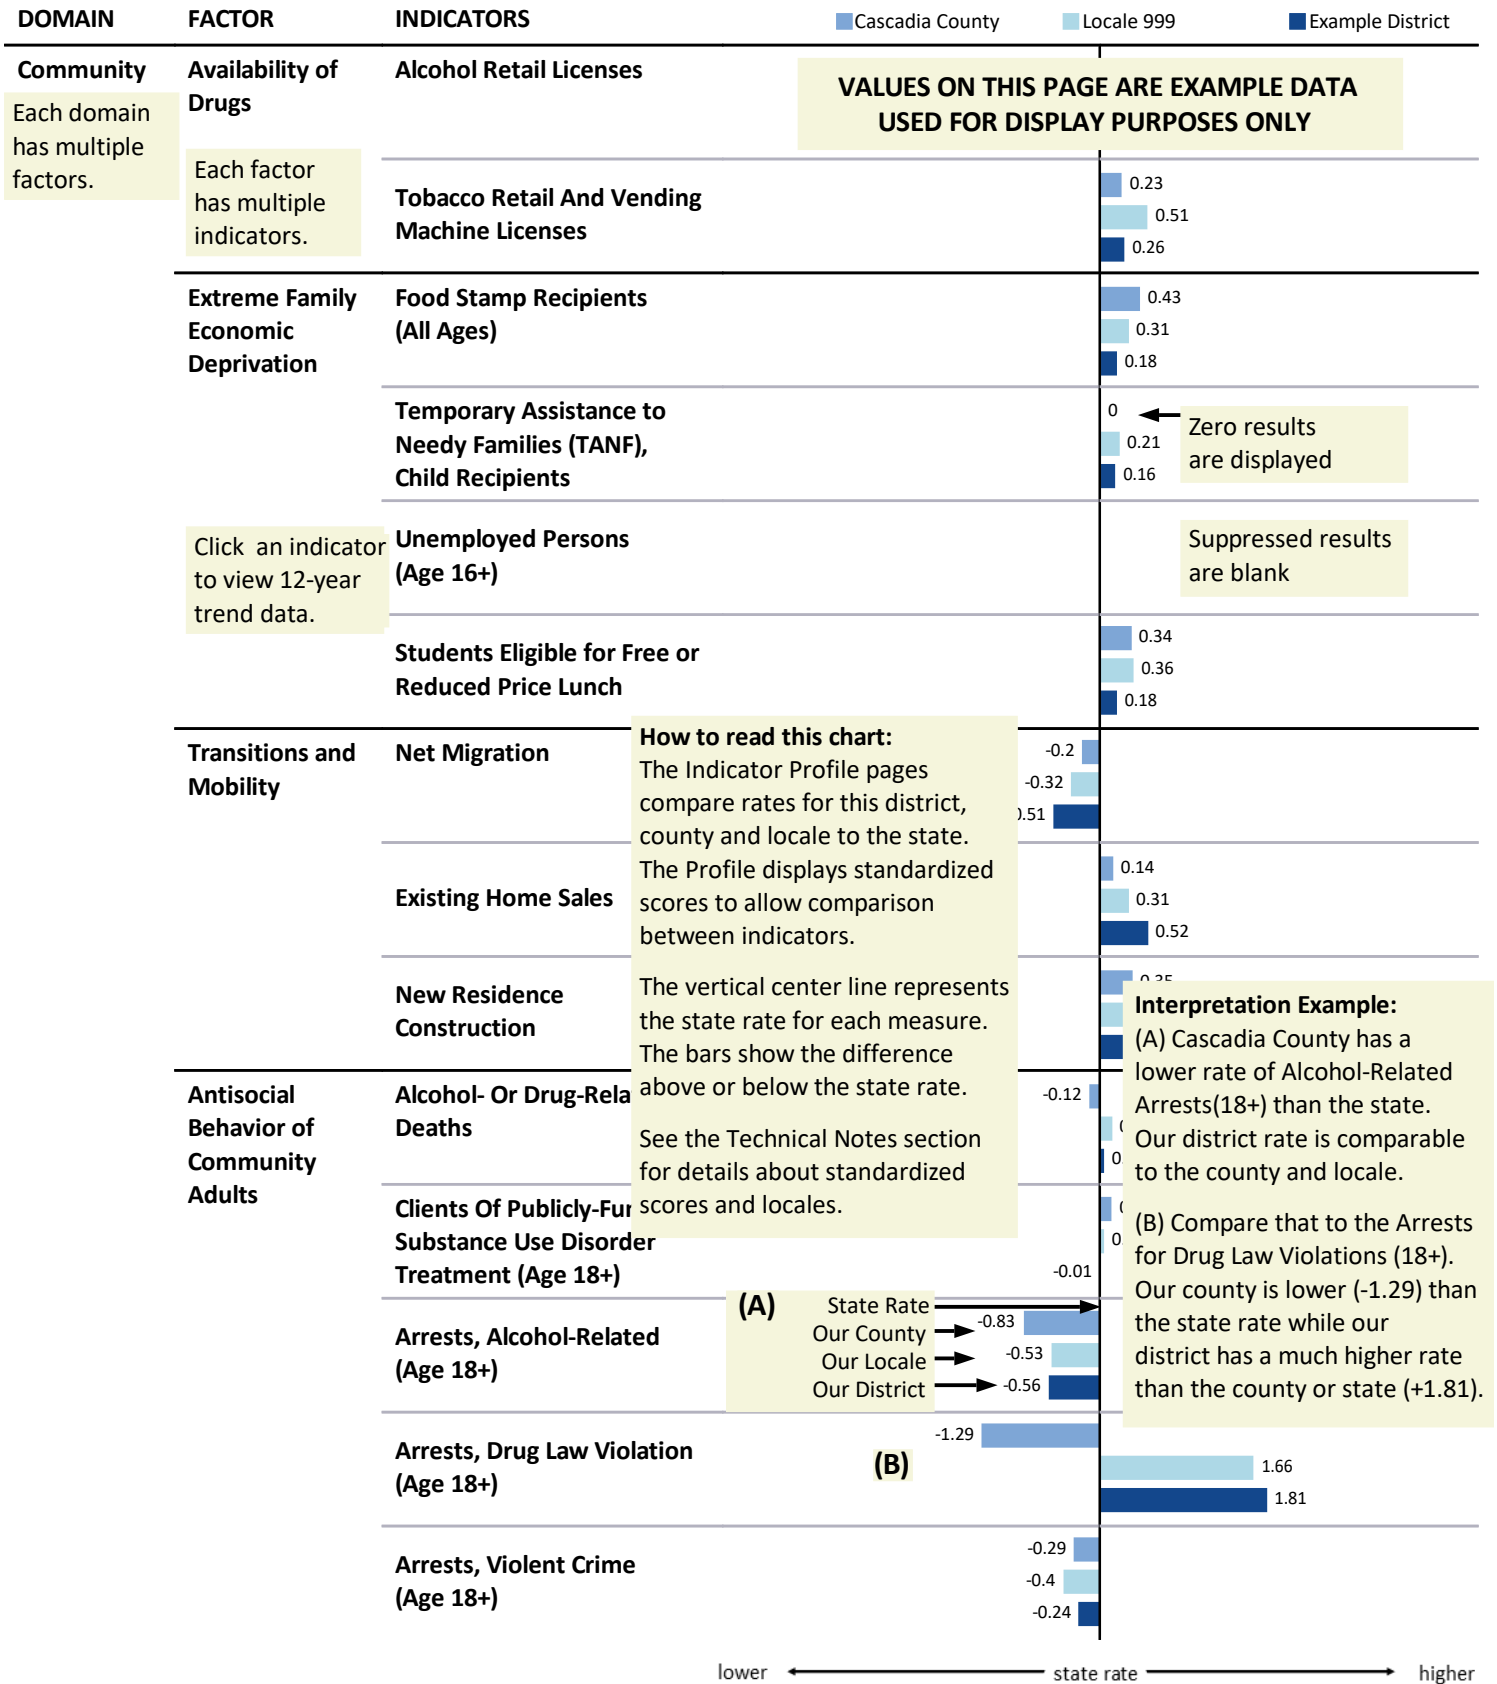 DOMAIN FACTOR INDICATORS Cascadia County Locale 999 Example District
Community
Each domain
has multiple
factors.
Availability of
Drugs
Each factor
has multiple
indicators.
Alcohol Retail Licenses
VALUES ON THIS PAGE ARE EXAMPLE DATA
USED FOR DISPLAY PURPOSES ONLY
Tobacco Retail And Vending
Machine Licenses
0.23
0.51
0.26
Extreme Family
Economic
Deprivation
Food Stamp Recipients
(All Ages)
0.43
0.31
0.18
Temporary Assistance to
Needy Families (TANF),
Child Recipients
0
0.21
0.16
Zero results
are displayed
Click an indicator
to view 12-year
trend data.
Unemployed Persons
(Age 16+)
Suppressed results
are blank
Students Eligible for Free or
Reduced Price Lunch
0.34
0.36
0.18
Transitions and
Mobility
Net Migration
-0.2
-0.32
.51
How to read this chart:
The Indicator Profile pages
compare rates for this district,
county and locale to the state.
The Profile displays standardized
scores to allow comparison
between indicators.
The vertical center line represents
the state rate for each measure.
The bars show the difference
above or below the state rate.
See the Technical Notes section
for details about standardized
scores and locales.
Existing Home Sales
0.14
0.31
0.52
New Residence
Construction
0.35
Interpretation Example:
(A) Cascadia County has a
lower rate of Alcohol-Related
Arrests(18+) than the state.
Our district rate is comparable
to the county and locale.
(B) Compare that to the Arrests
for Drug Law Violations (18+).
Our county is lower (-1.29) than
the state rate while our
district has a much higher rate
than the county or state (+1.81).
Antisocial
Behavior of
Community
Adults
Alcohol- Or Drug-Rela
Deaths
-0.12
0.
Clients Of Publicly-Fun
Substance Use Disorder
Treatment (Age 18+)
0.
-0.01
Arrests, Alcohol-Related
(Age 18+)
(A)
State Rate
Our County
Our Locale
Our District
-0.83
-0.53
-0.56
Arrests, Drug Law Violation
(Age 18+)
(B)
-1.29
1.66
1.81
Arrests, Violent Crime
(Age 18+)
-0.29
-0.4
-0.24
lower state rate higher